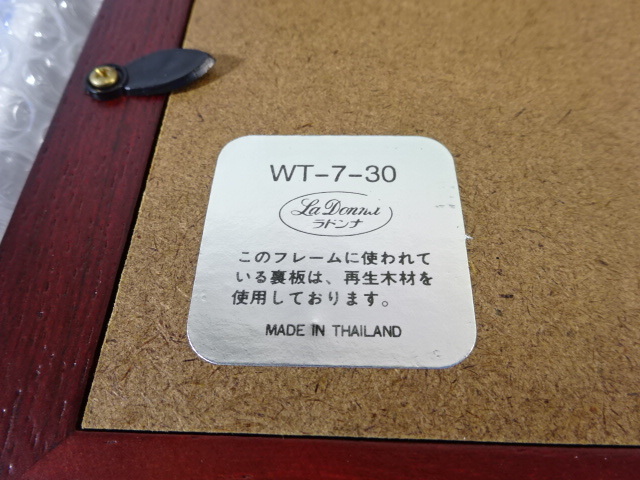 WT-7-30
La Donna
ラドンナ
このフレームに使われて
いる裏板は、再生木材を
使用しております。
MADE IN THAILAND